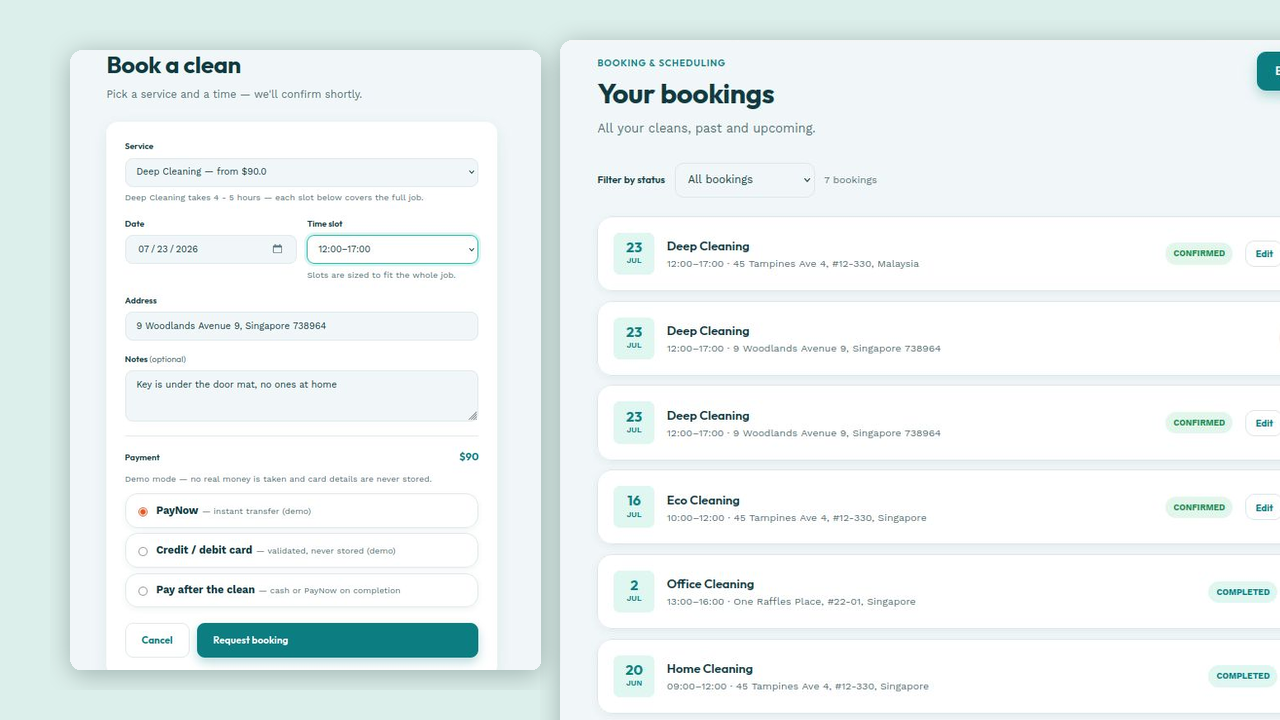 Book a clean
Pick a service and a time — we'll confirm shortly.
Service
Deep Cleaning — from $90.0
Deep Cleaning takes 4 - 5 hours — each slot below covers the full job.
Date
Time slot
07 / 23 / 2026
12:00–17:00
Slots are sized to fit the whole job.
Address
9 Woodlands Avenue 9, Singapore 738964
Notes (optional)
Key is under the door mat, no ones at home
Payment
$90
Demo mode — no real money is taken and card details are never stored.
PayNow — instant transfer (demo)
Credit / debit card — validated, never stored (demo)
Pay after the clean — cash or PayNow on completion
Cancel
Request booking
BOOKING & SCHEDULING
Your bookings
All your cleans, past and upcoming.
Filter by status
All bookings
7 bookings
23
JUL
Deep Cleaning
12:00–17:00 · 45 Tampines Ave 4, #12-330, Malaysia
CONFIRMED
Edit
23
JUL
Deep Cleaning
12:00–17:00 · 9 Woodlands Avenue 9, Singapore 738964
23
JUL
Deep Cleaning
12:00–17:00 · 9 Woodlands Avenue 9, Singapore 738964
CONFIRMED
Edit
16
JUL
Eco Cleaning
10:00–12:00 · 45 Tampines Ave 4, #12-330, Singapore
CONFIRMED
Edit
2
JUL
Office Cleaning
13:00–16:00 · One Raffles Place, #22-01, Singapore
COMPLETED
20
JUN
Home Cleaning
09:00–12:00 · 45 Tampines Ave 4, #12-330, Singapore
COMPLETED